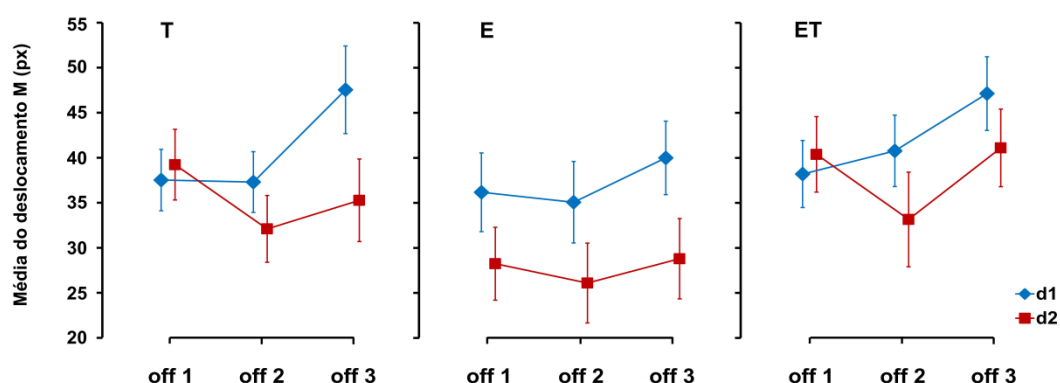 Média do deslocamento M (px)
55
50
45
40
35
30
25
20
T
E
ET
d1
d2
off 1 off 2 off 3
off 1 off 2 off 3
off 1 off 2 off 3